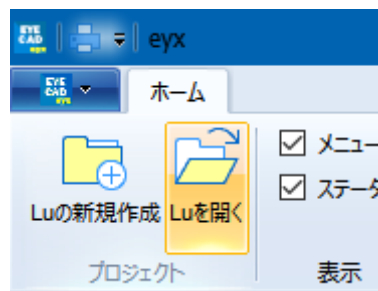 EYE
CAD
eyx
eyx
EYE
CAD
eyx
ホーム
Luの新規作成
Luを開く
メニュー
ステータ
プロジェクト
表示